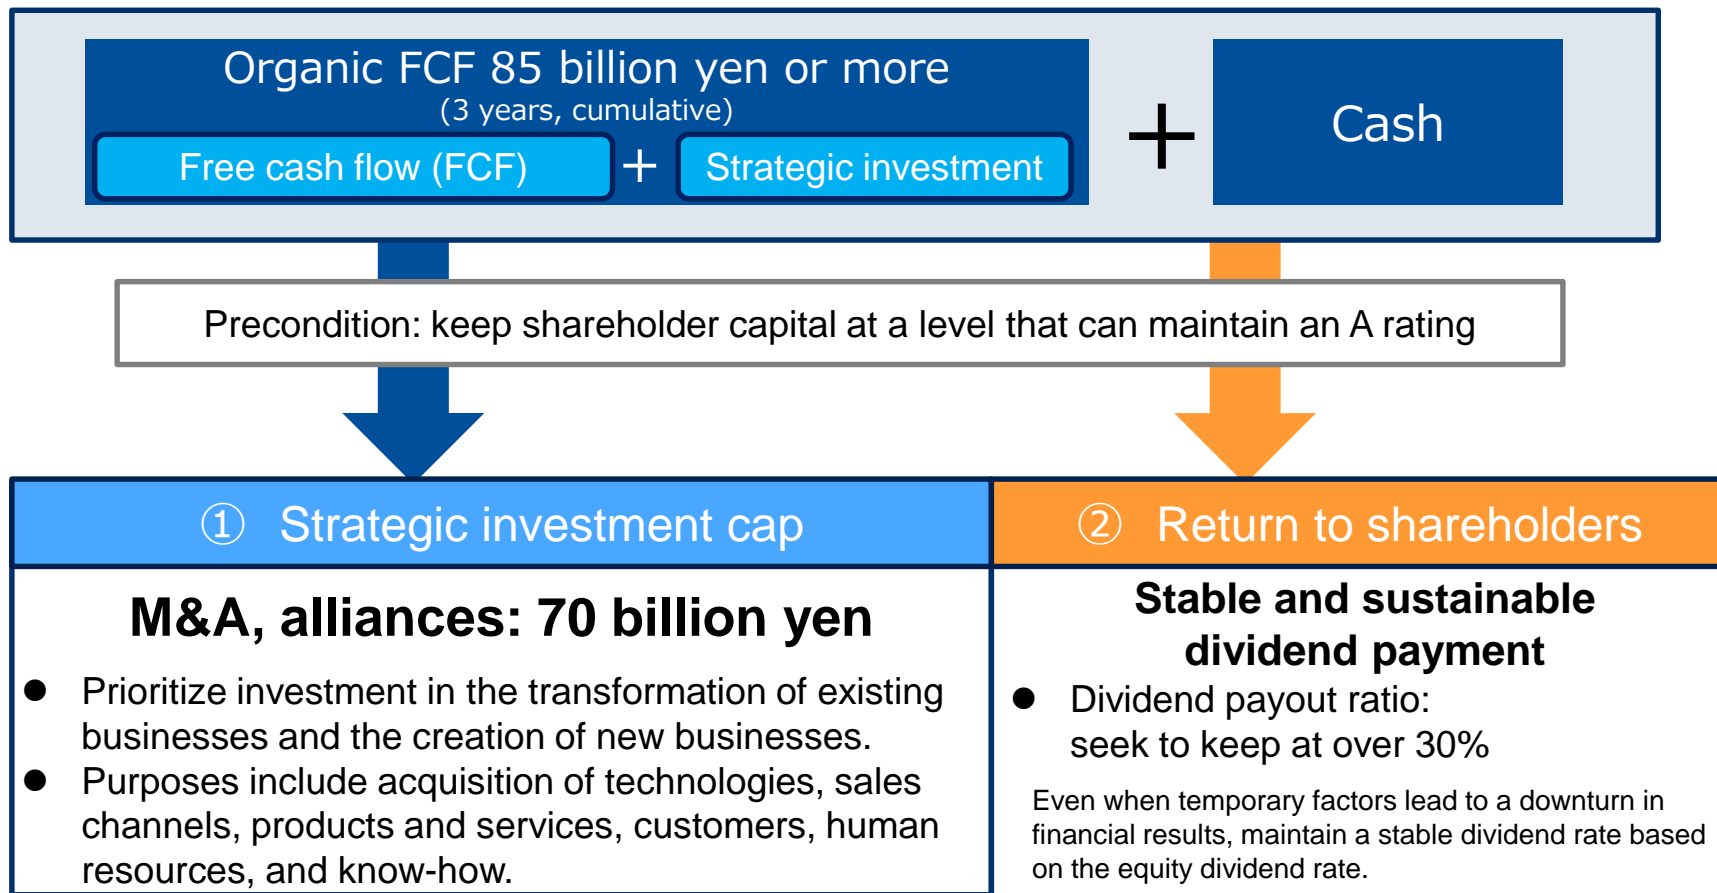 Organic FCF 85 billion yen or more
(3 years, cumulative)
Free cash flow (FCF)
+
Strategic investment
+
Cash
Precondition: keep shareholder capital at a level that can maintain an A rating
① Strategic investment cap
M&A, alliances: 70 billion yen
● Prioritize investment in the transformation of existing
businesses and the creation of new businesses.
● Purposes include acquisition of technologies, sales
channels, products and services, customers, human
resources, and know-how.
② Return to shareholders
Stable and sustainable
dividend payment
● Dividend payout ratio:
seek to keep at over 30%
Even when temporary factors lead to a downturn in
financial results, maintain a stable dividend rate based
on the equity dividend rate.